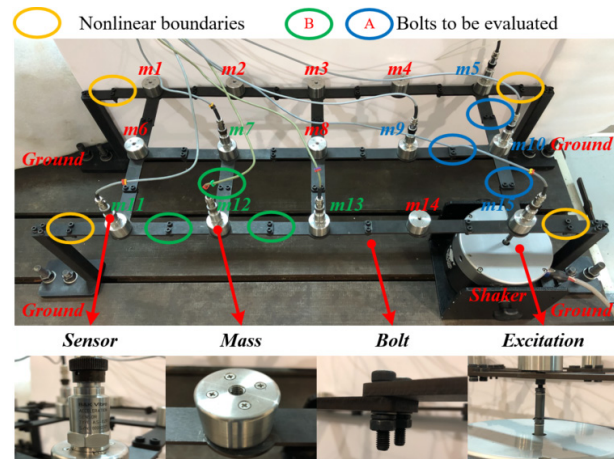 Nonlinear boundaries B A Bolts to be evaluated
m1 m2 m3 m4 m5
m6 m7 m8 m9 m10
Ground Ground
m11 m12 m13 m14 m15
Ground Shaker Ground
Sensor Mass Bolt Excitation